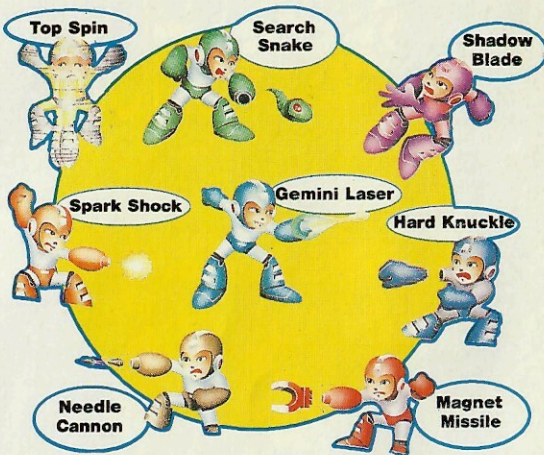 Top Spin
Search
Snake
Shadow
Blade
Spark Shock
Gemini Laser
Hard Knuckle
Needle
Cannon
Magnet
Missile